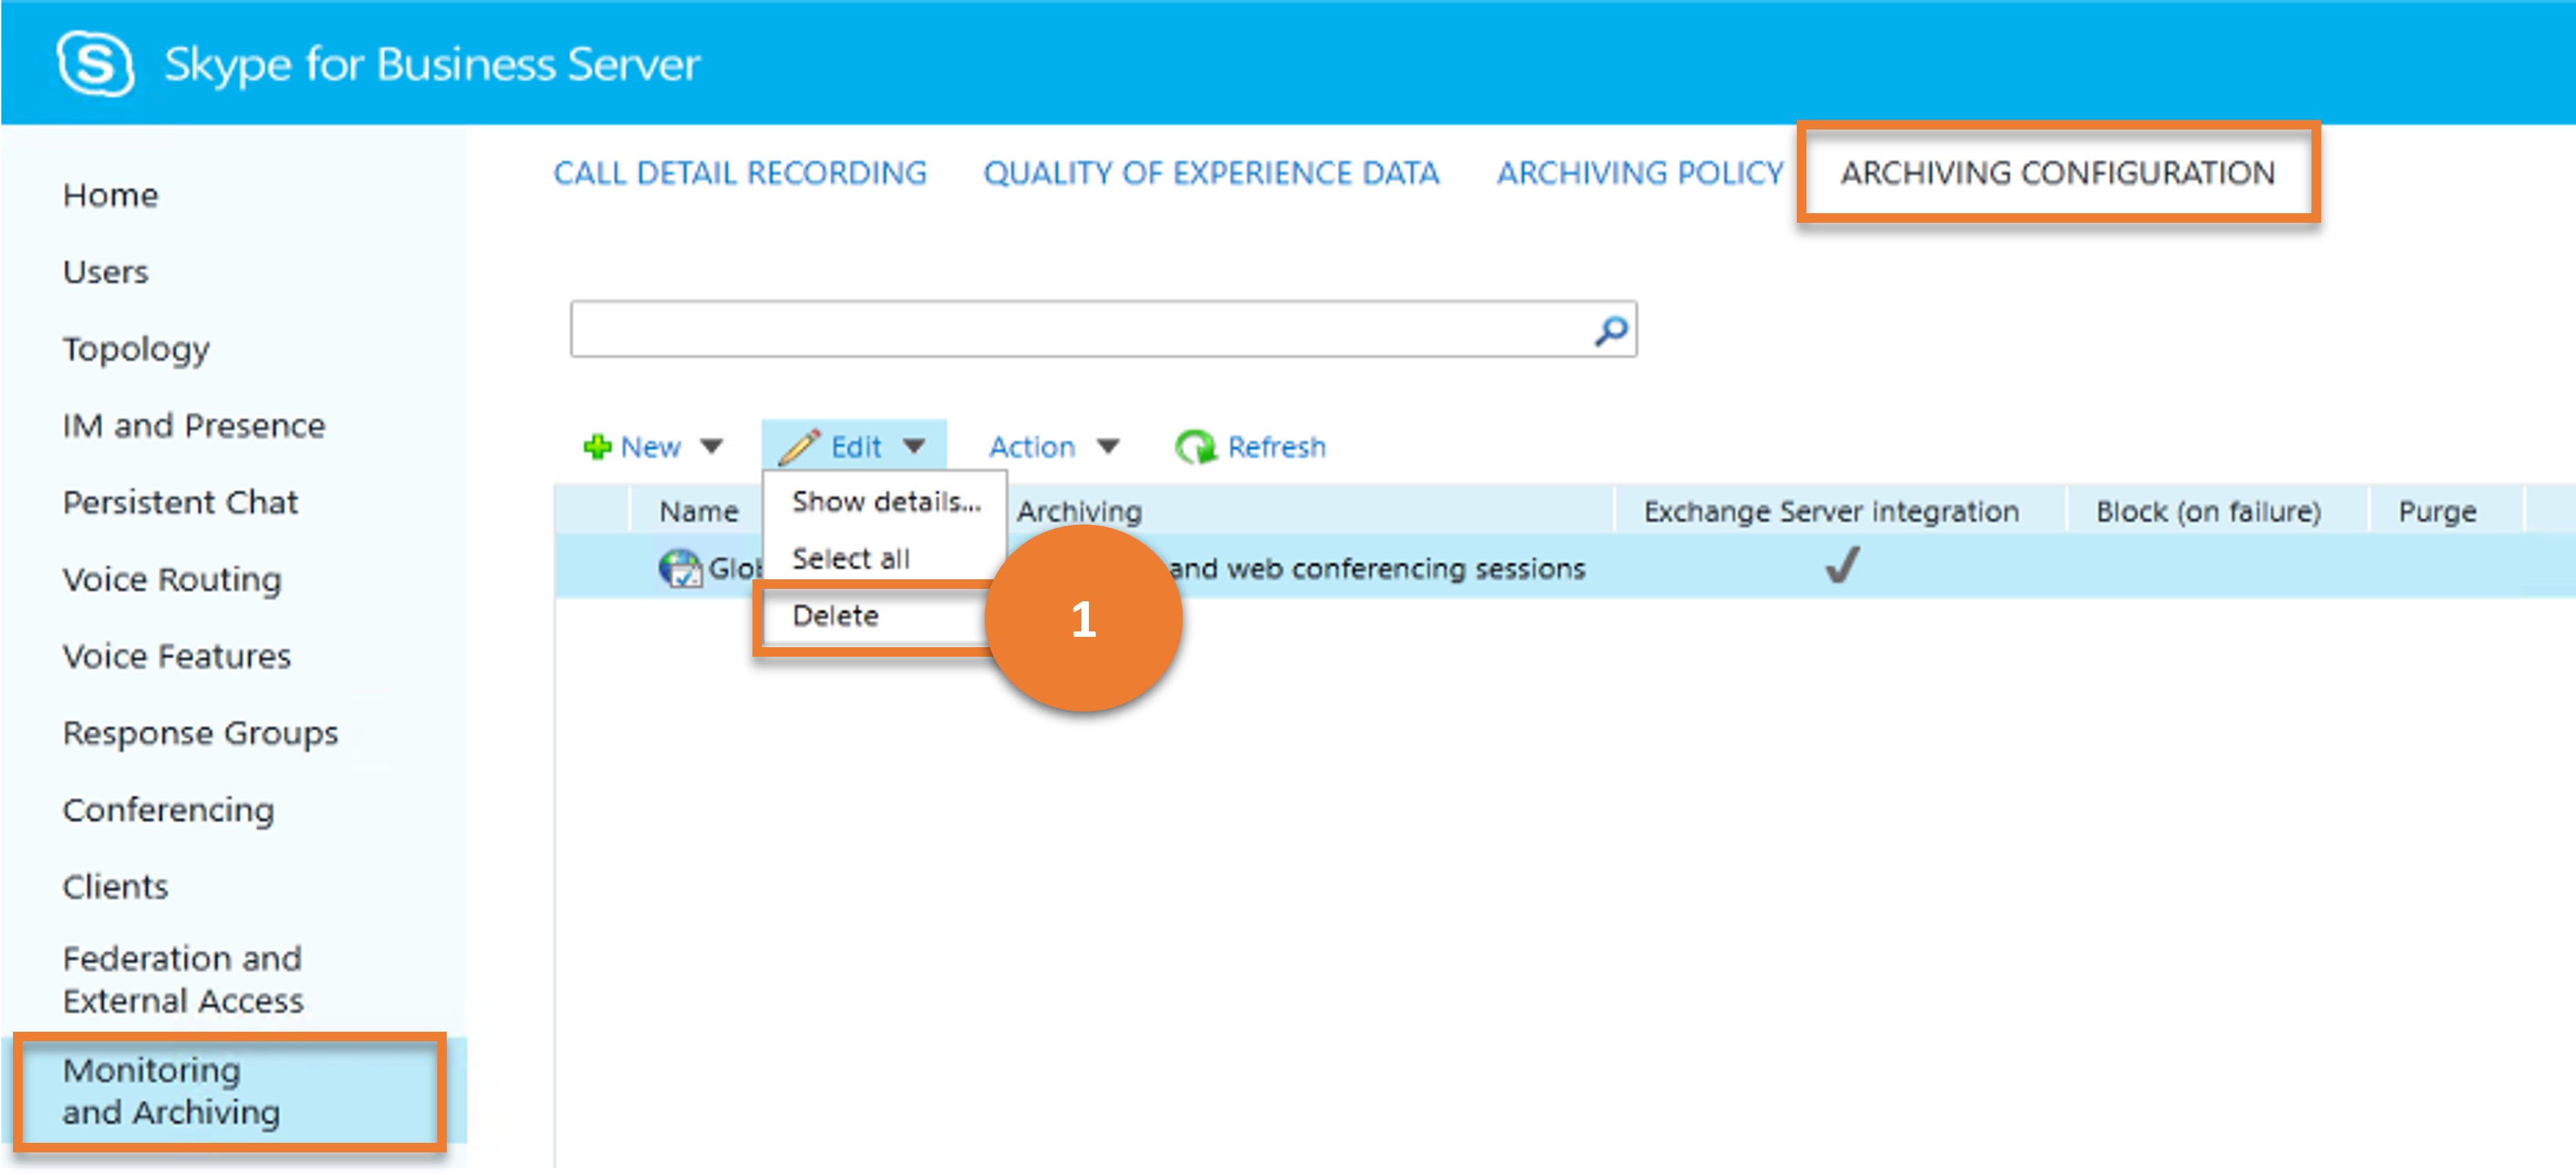 Skype for Business Server
CALL DETAIL RECORDING QUALITY OF EXPERIENCE DATA ARCHIVING POLICY ARCHIVING CONFIGURATION
Home
Users
Topology
IM and Presence
Persistent Chat
Voice Routing
Voice Features
Response Groups
Conferencing
Clients
Federation and
External Access
Monitoring
and Archiving
New Edit Action Refresh
Name Archiving Exchange Server integration Block (on failure) Purge
Show details...
Select all
Delete
1
and web conferencing sessions